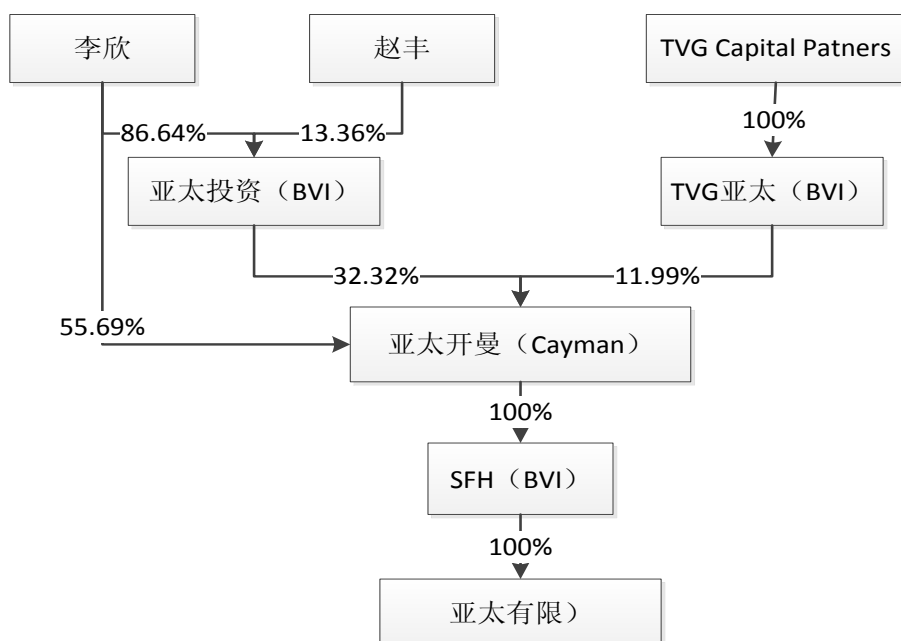 李欣
赵丰
TVG Capital Patners
86.64%
13.36%
100%
亚太投资（BVI）
TVG亚太（BVI）
32.32%
11.99%
55.69%
亚太开曼（Cayman）
100%
SFH（BVI）
100%
亚太有限）